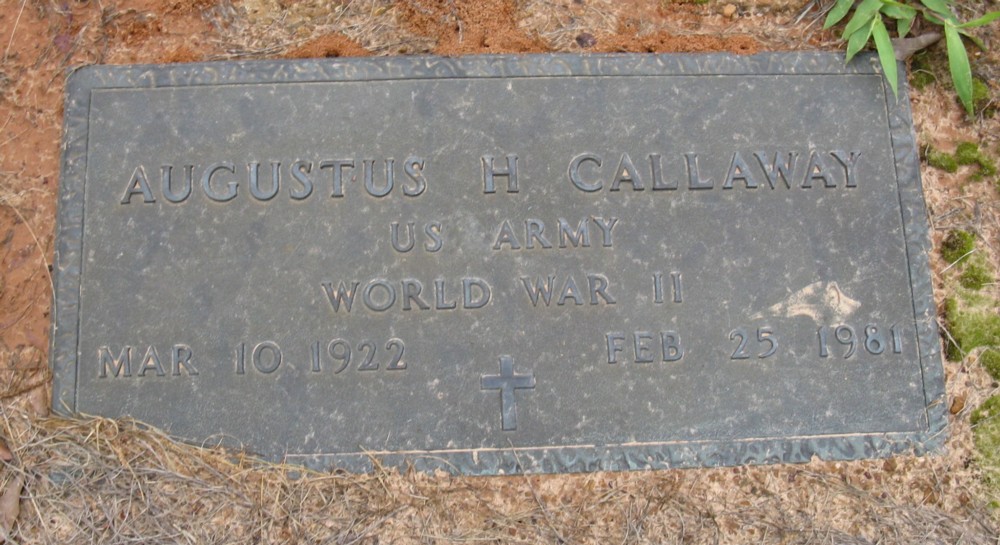 AUGUSTUS H CALLAWAY
US ARMY
WORLD WAR II
MAR 10 1922 FEB 25 1981